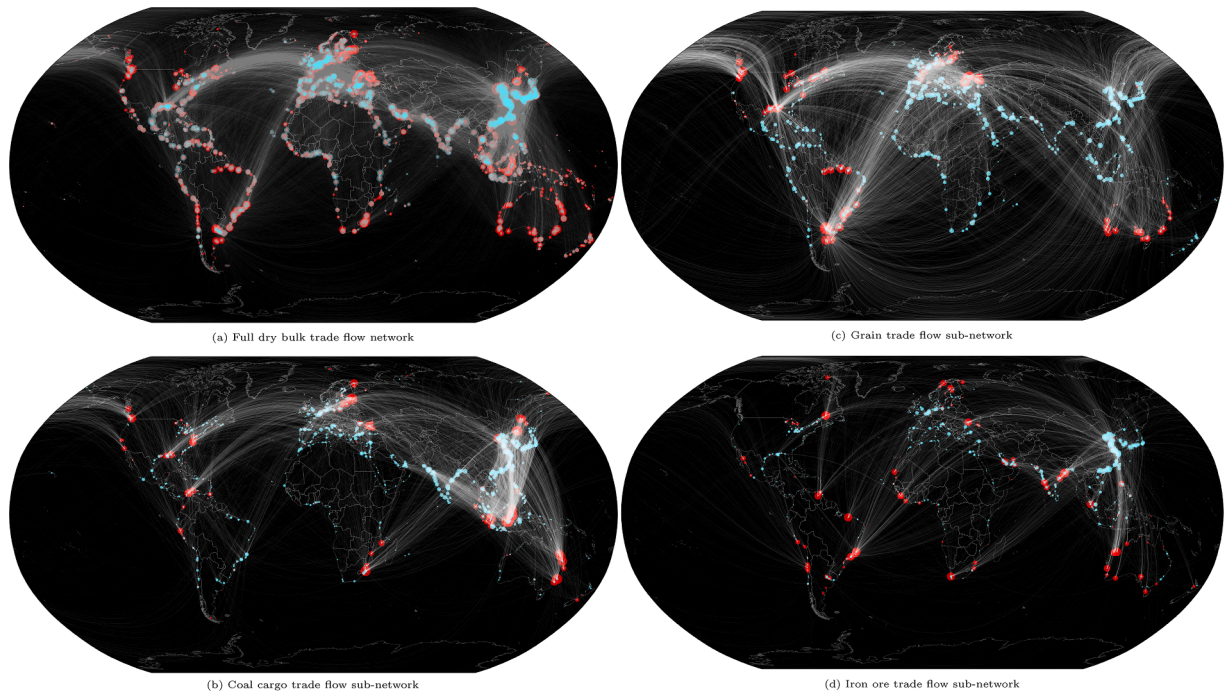 (a) Full dry bulk trade flow network
(c) Grain trade flow sub-network
(b) Coal cargo trade flow sub-network
(d) Iron ore trade flow sub-network